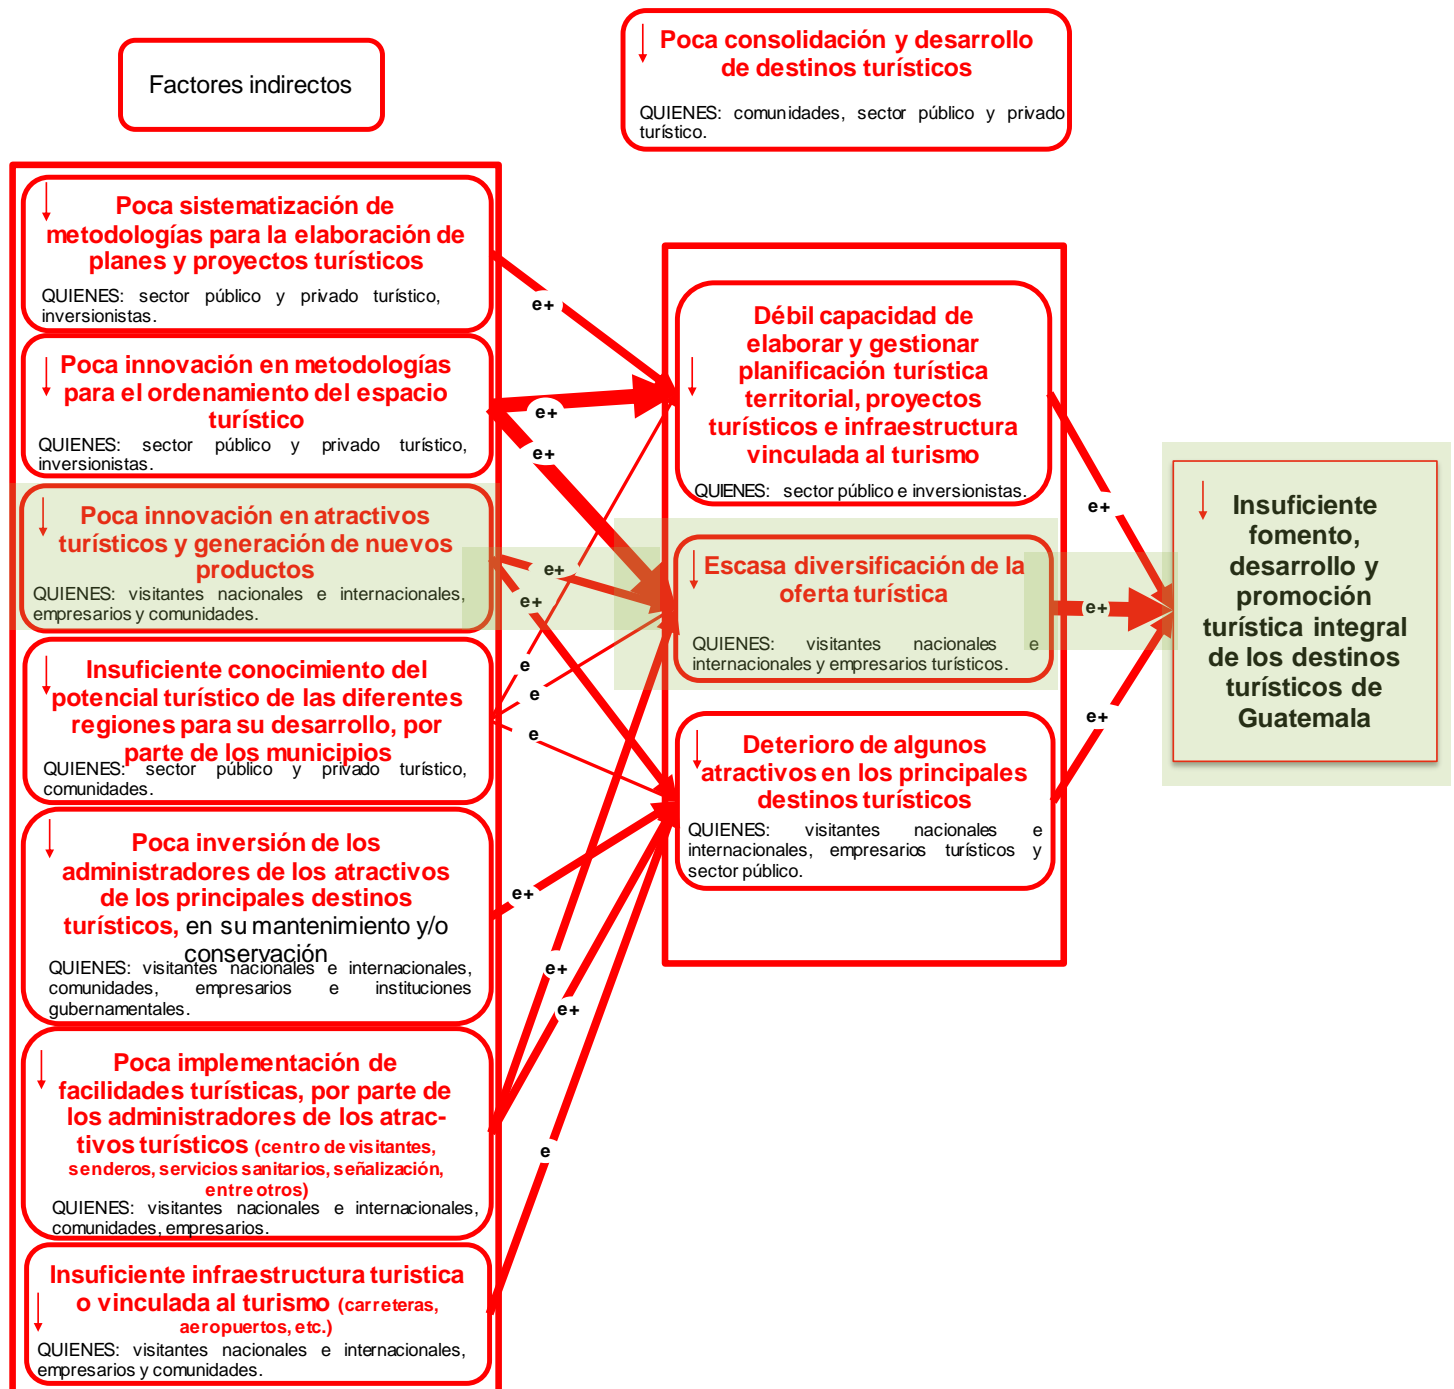 Factores indirectos
Poca consolidación y desarrollo
de destinos turísticos
QUIENES: comunidades, sector público y privado
turístico.
Poca sistematización de
metodologías para la elaboración de
planes y proyectos turísticos
QUIENES: sector público y privado turístico,
inversionistas.
Poca innovación en metodologías
para el ordenamiento del espacio
turístico
QUIENES: sector público y privado turístico,
inversionistas.
Poca innovación en atractivos
turísticos y generación de nuevos
productos
QUIENES: visitantes nacionales e internacionales,
empresarios y comunidades.
Insuficiente conocimiento del
potencial turístico de las diferentes
regiones para su desarrollo, por
parte de los municipios
QUIENES: sector público y privado turístico,
comunidades.
Poca inversión de los
administradores de los atractivos
de los principales destinos
turísticos, en su mantenimiento y/o
conservación
QUIENES: visitantes nacionales e internacionales,
comunidades, empresarios e instituciones
gubernamentales.
Poca implementación de
facilidades turísticas, por parte de
los administradores de los atrac-
tivos turísticos (centro de visitantes,
senderos, servicios sanitarios, señalización,
entre otros)
QUIENES: visitantes nacionales e internacionales,
comunidades, empresarios.
Insuficiente infraestructura turistica
o vinculada al turismo (carreteras,
aeropuertos, etc.)
QUIENES: visitantes nacionales e internacionales,
empresarios y comunidades.
e+
e+
e+
e+
e+
e
e
e
e+
e+
e+
e
Débil capacidad de
elaborar y gestionar
planificación turística
territorial, proyectos
turísticos e infraestructura
vinculada al turismo
QUIENES: sector público e inversionistas.
Escasa diversificación de la
oferta turística
QUIENES: visitantes nacionales e
internacionales y empresarios turísticos.
Deterioro de algunos
atractivos en los principales
destinos turísticos
QUIENES: visitantes nacionales e
internacionales, empresarios turísticos y
sector público.
e+
e+
e+
Insuficiente
fomento,
desarrollo y
promoción
turística integral
de los destinos
turísticos de
Guatemala